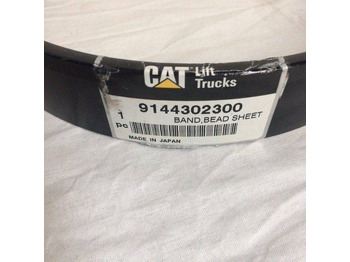 CAT Lift
Trucks
1 9144302300
pc BAND,BEAD SHEET
MADE IN JAPAN